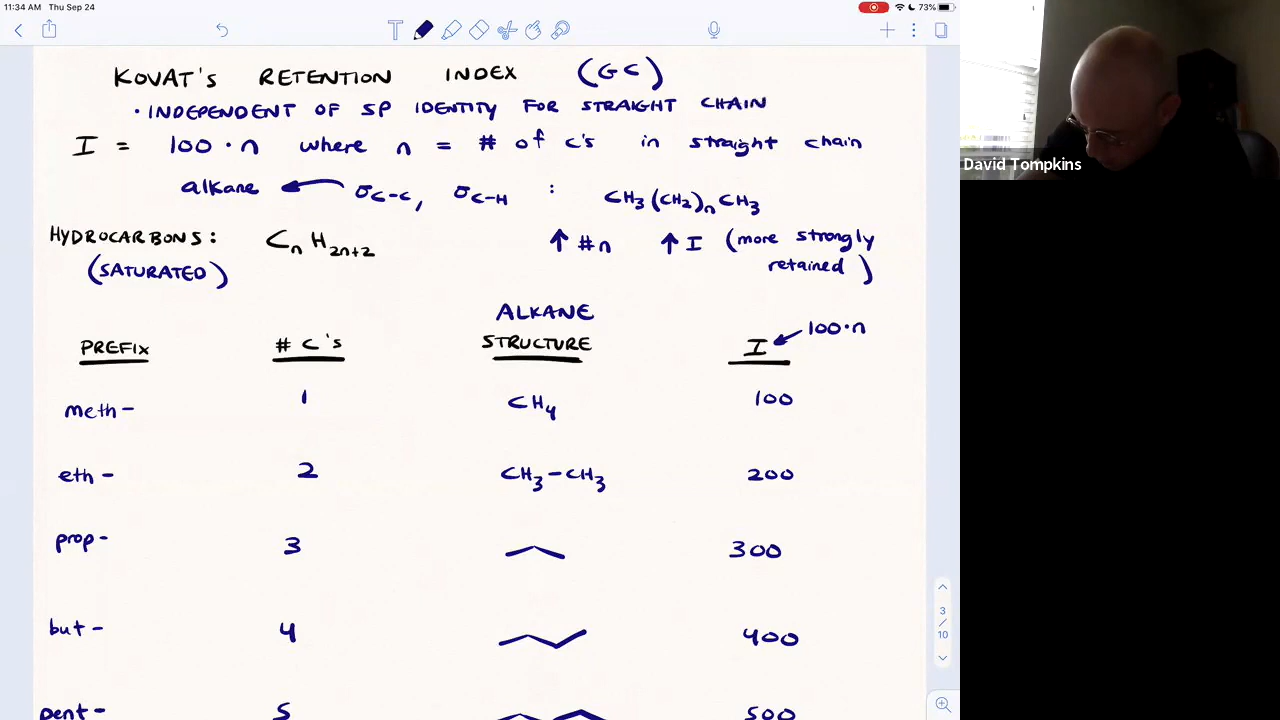 11:34 AM Thu Sep 24
73%
KOVAT'S RETENTION INDEX (GC)
• INDEPENDENT OF SP IDENTITY FOR STRAIGHT CHAIN
I = 100 · n where n = # of C's in straight chain
alkane ← σC-C, σC-H : CH3(CH2)nCH3
HYDROCARBONS: CnH2n+2 ↑ #n ↑ I (more strongly
(SATURATED) retained)
ALKANE
PREFIX # C's STRUCTURE I 100·n
meth- 1 CH4 100
eth- 2 CH3-CH3 200
prop- 3 300
but- 4 400
pent- 5 500
David Tompkins
3
/
10